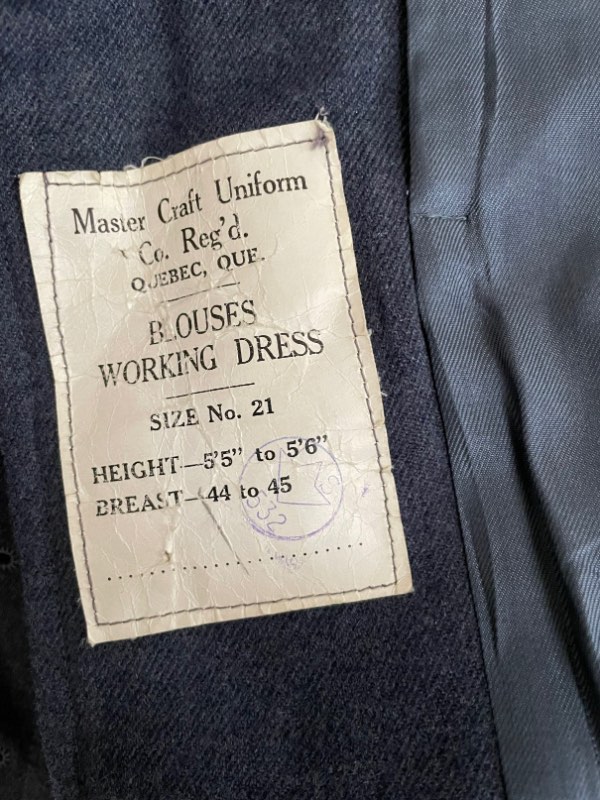 Master Craft Uniform
Co. Reg'd.
QUEBEC, QUE.
BLOUSES
WORKING DRESS
SIZE No. 21
HEIGHT—5'5" to 5'6"
BREAST—44 to 45